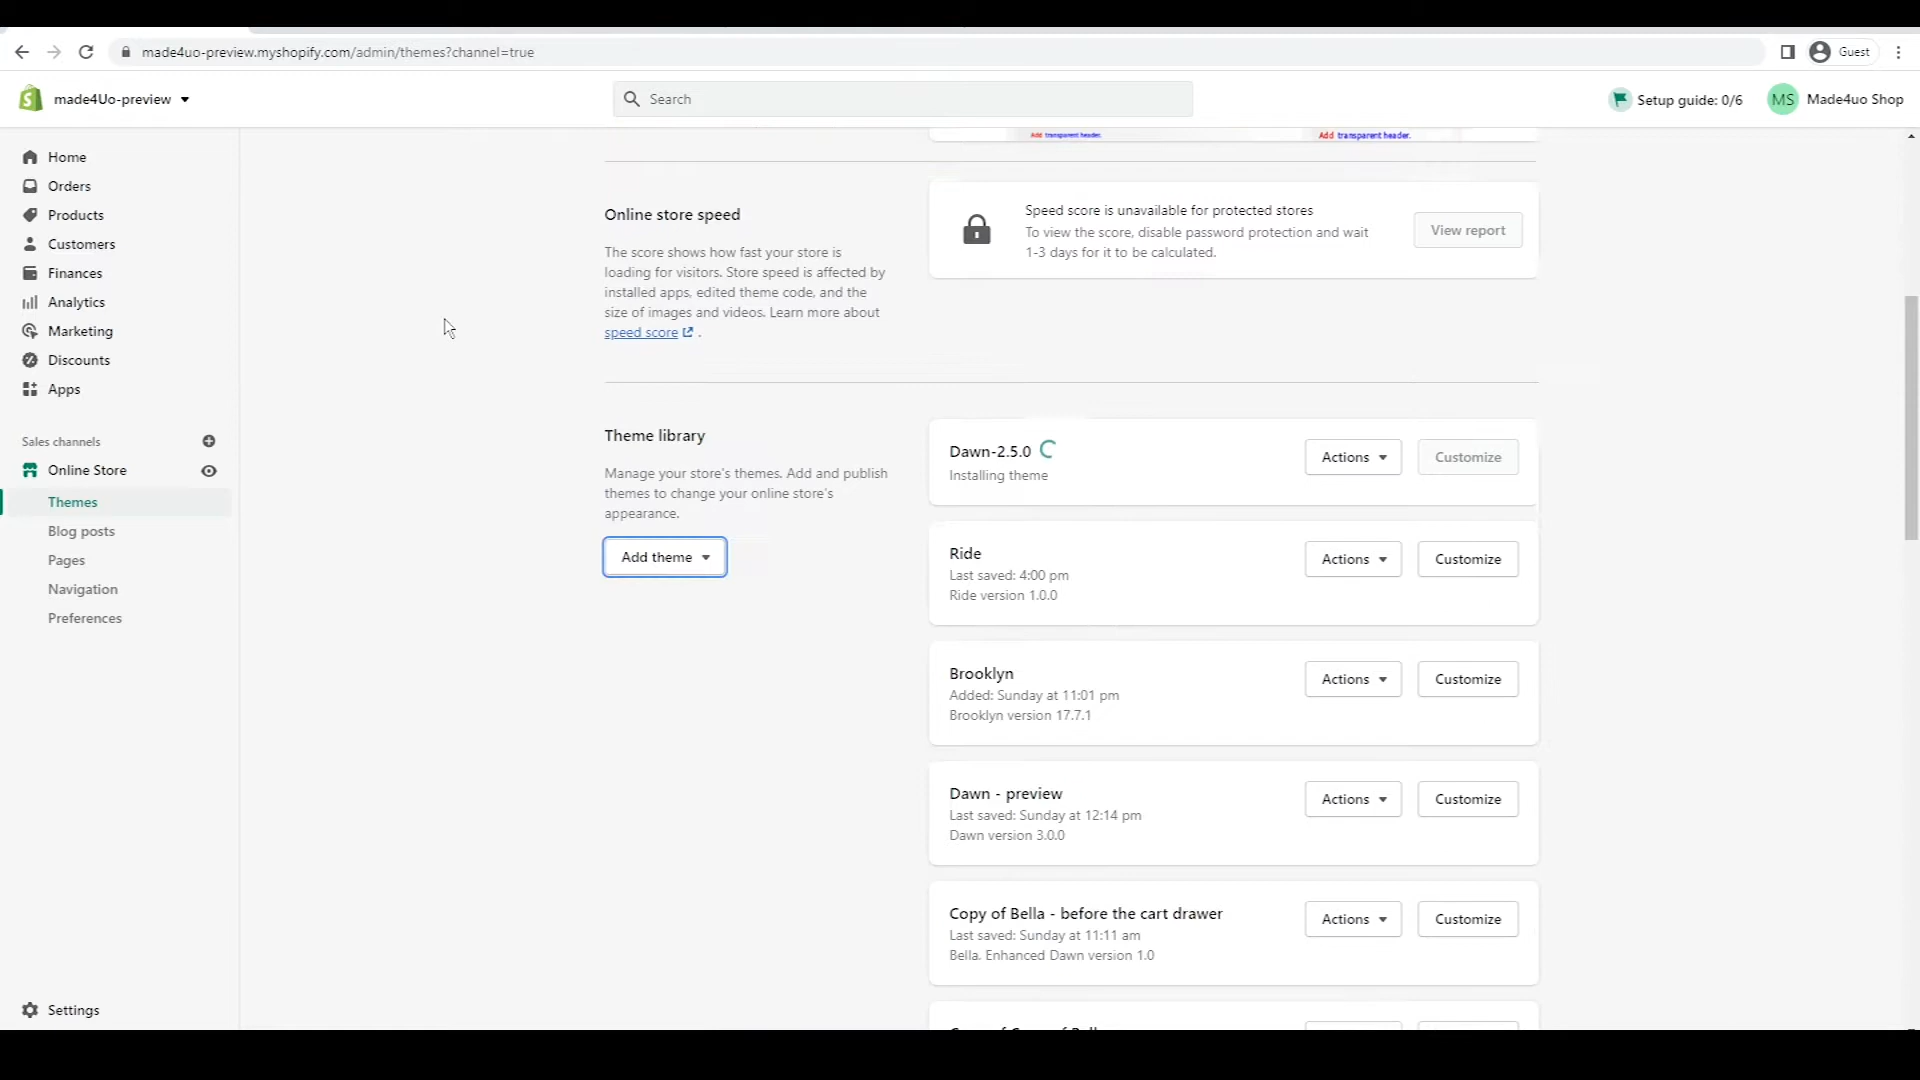 made4uo-preview.myshopify.com/admin/themes?channel=true
Guest
made4Uo-preview
Search
Setup guide: 0/6
MS
Made4uo Shop
Home
Orders
Products
Customers
Finances
Analytics
Marketing
Discounts
Apps
Sales channels
Online Store
Themes
Blog posts
Pages
Navigation
Preferences
Settings
Add transparent header.
Add transparent header.
Online store speed
The score shows how fast your store is
loading for visitors. Store speed is affected by
installed apps, edited theme code, and the
size of images and videos. Learn more about
speed score .
Speed score is unavailable for protected stores
To view the score, disable password protection and wait
1-3 days for it to be calculated.
View report
Theme library
Manage your store's themes. Add and publish
themes to change your online store's
appearance.
Add theme
Dawn-2.5.0
Installing theme
Actions
Customize
Ride
Last saved: 4:00 pm
Ride version 1.0.0
Actions
Customize
Brooklyn
Added: Sunday at 11:01 pm
Brooklyn version 17.7.1
Actions
Customize
Dawn - preview
Last saved: Sunday at 12:14 pm
Dawn version 3.0.0
Actions
Customize
Copy of Bella - before the cart drawer
Last saved: Sunday at 11:11 am
Bella. Enhanced Dawn version 1.0
Actions
Customize